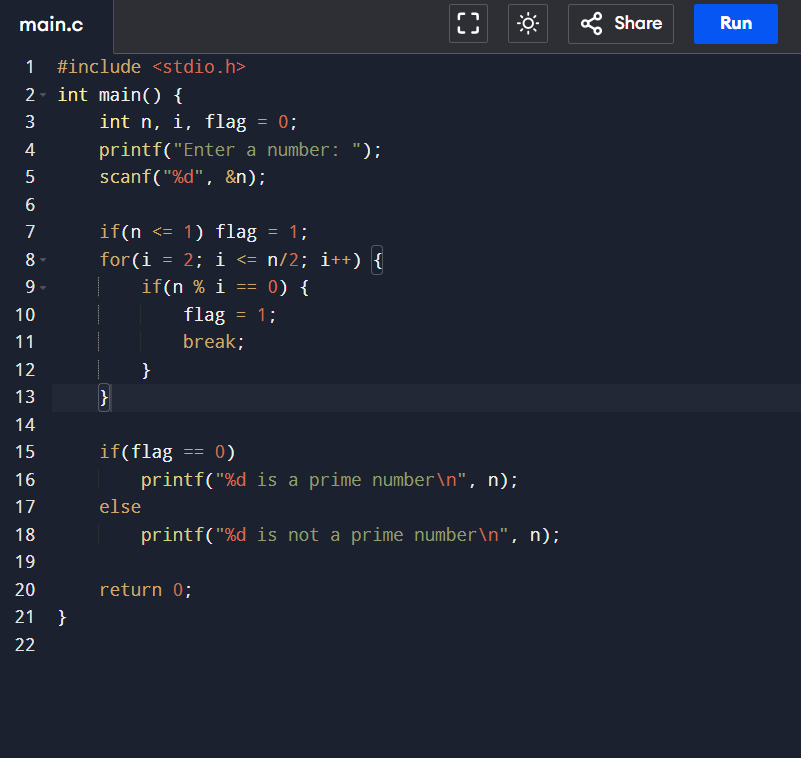 main.c Share Run
1 #include <stdio.h>
2 int main() {
3     int n, i, flag = 0;
4     printf("Enter a number: ");
5     scanf("%d", &n);
6
7     if(n <= 1) flag = 1;
8     for(i = 2; i <= n/2; i++) {
9         if(n % i == 0) {
10             flag = 1;
11             break;
12         }
13     }
14
15     if(flag == 0)
16         printf("%d is a prime number\n", n);
17     else
18         printf("%d is not a prime number\n", n);
19
20     return 0;
21 }
22